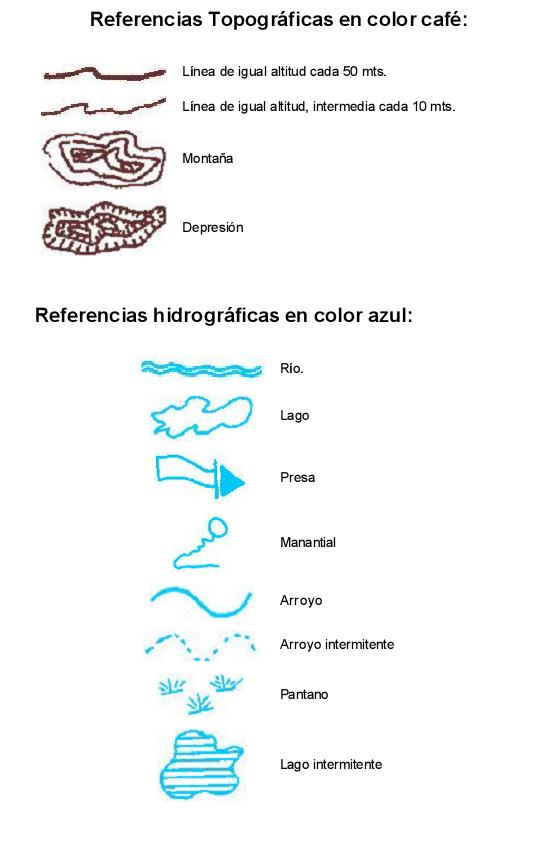 Referencias Topográficas en color café:
Línea de igual altitud cada 50 mts.
Línea de igual altitud, intermedia cada 10 mts.
Montaña
Depresión
Referencias hidrográficas en color azul:
Río.
Lago
Presa
Manantial
Arroyo
Arroyo intermitente
Pantano
Lago intermitente